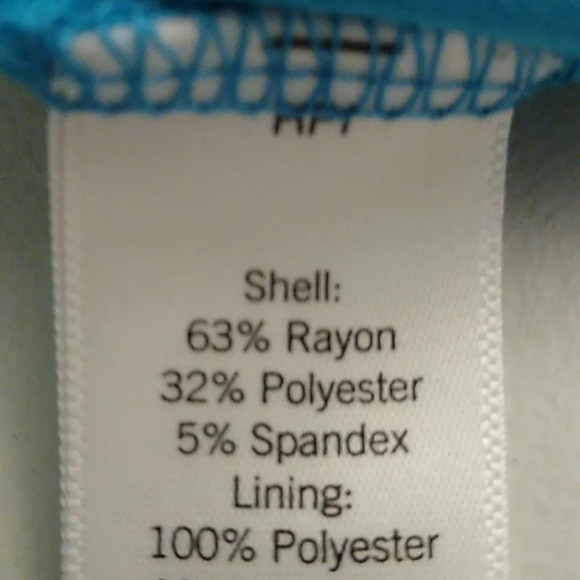 Shell:
63% Rayon
32% Polyester
5% Spandex
Lining:
100% Polyester